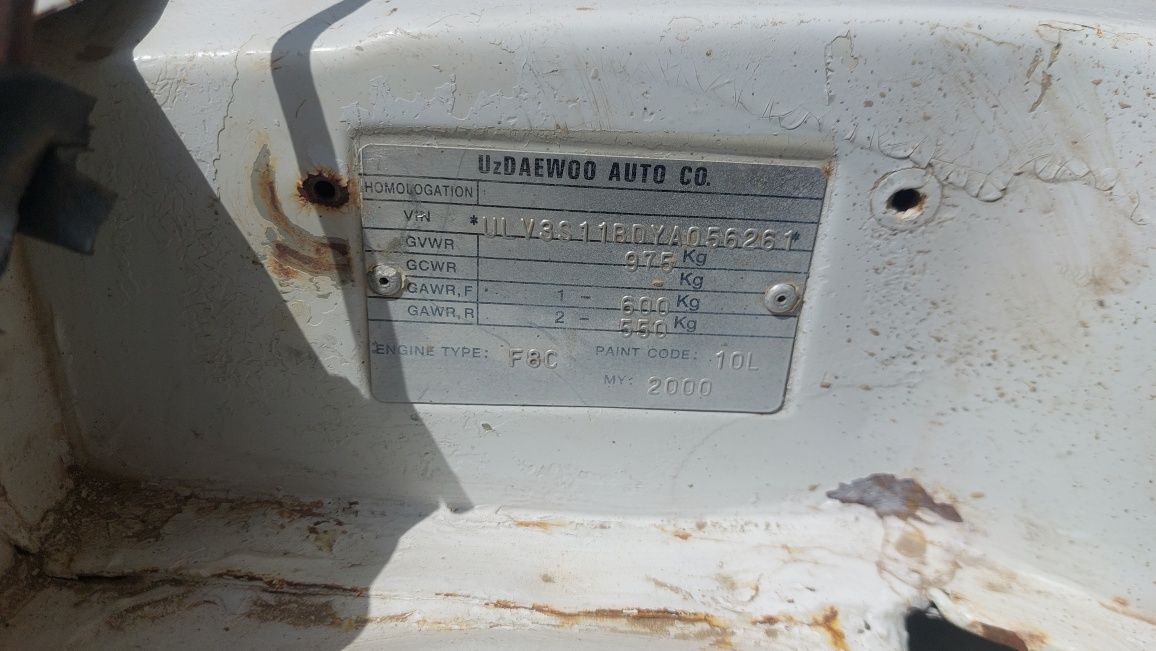 UzDAEWOO AUTO CO.
HOMOLOGATION
VIN *ULV3S11BDYA056261*
GVWR 975 Kg
GCWR - Kg
GAWR,F 1 - 600 Kg
GAWR,R 2 - 550 Kg
ENGINE TYPE: F8C PAINT CODE: 10L
MY: 2000